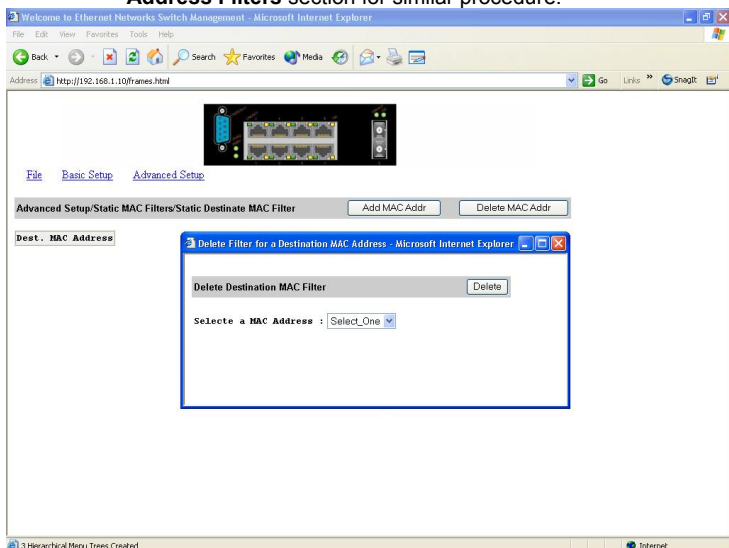 Address Filters section for similar procedure.
Welcome to Ethernet Networks Switch Management - Microsoft Internet Explorer
File Edit View Favorites Tools Help
Back Search Favorites Media
Address http://192.168.1.10/frames.html Go Links » SnagIt
File Basic Setup Advanced Setup
Advanced Setup/Static MAC Filters/Static Destinate MAC Filter Add MAC Addr Delete MAC Addr
Dest. MAC Address
Delete Filter for a Destination MAC Address - Microsoft Internet Explorer
Delete Destination MAC Filter Delete
Selecte a MAC Address : Select_One
3 Hierarchical Menu Trees Created Internet